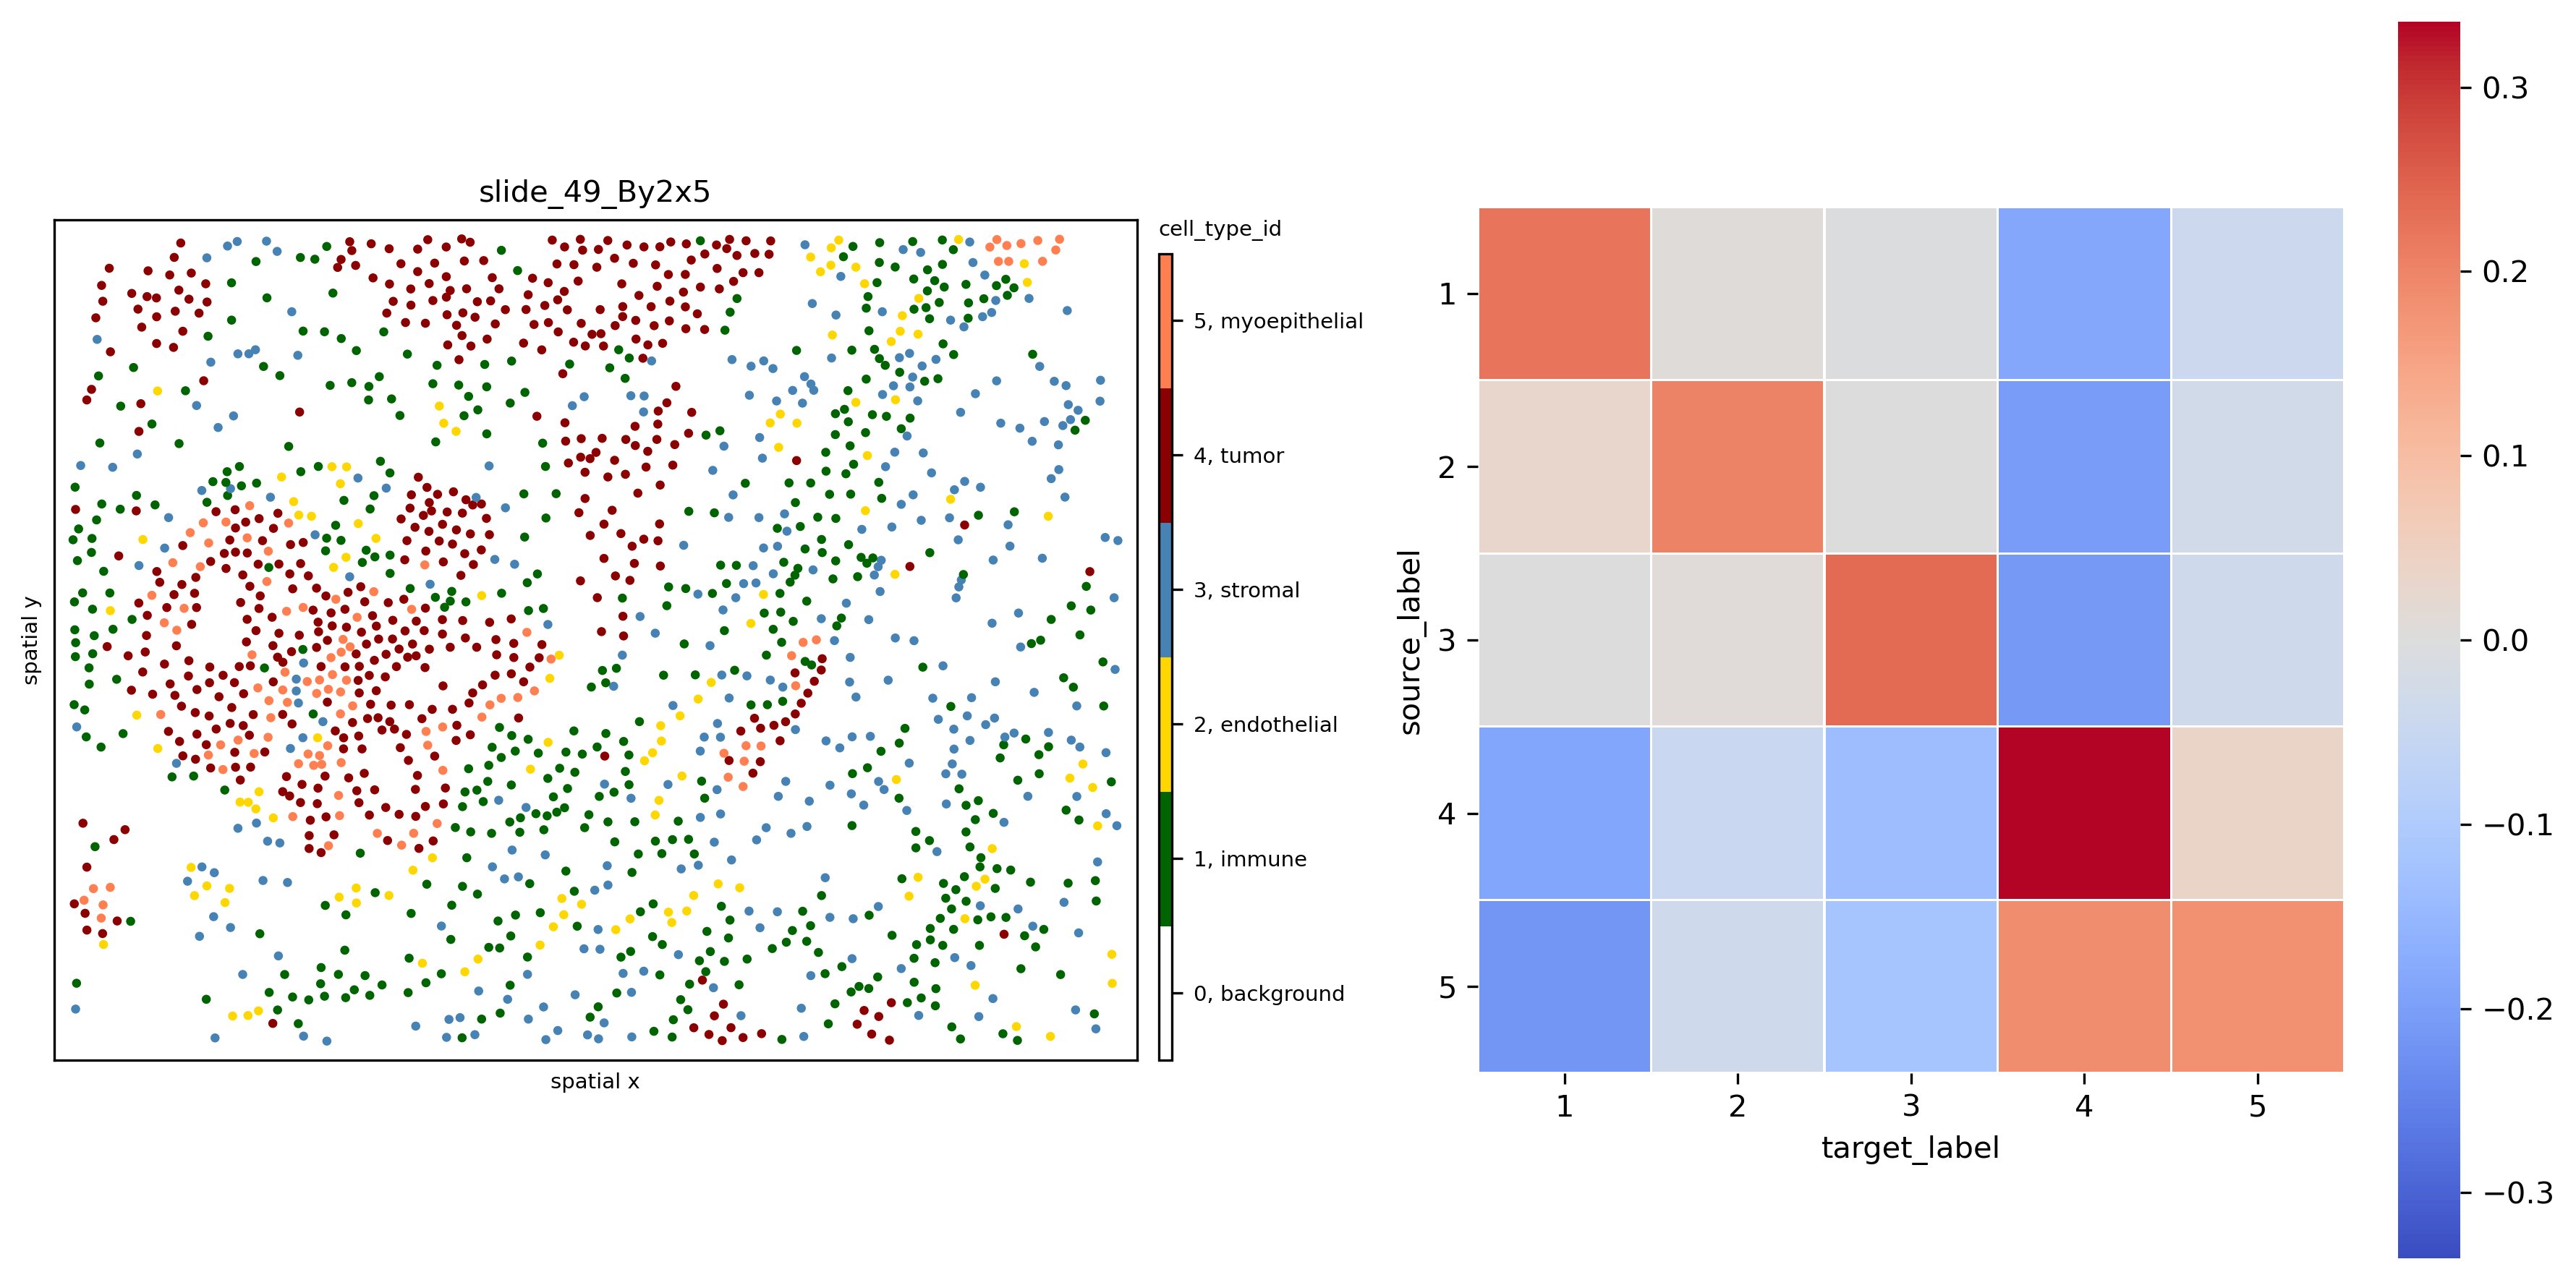 slide_49_By2x5
spatial y
spatial x
cell_type_id
5, myoepithelial
4, tumor
3, stromal
2, endothelial
1, immune
0, background
source_label
1
2
3
4
5
1 2 3 4 5
target_label
0.3
0.2
0.1
0.0
−0.1
−0.2
−0.3